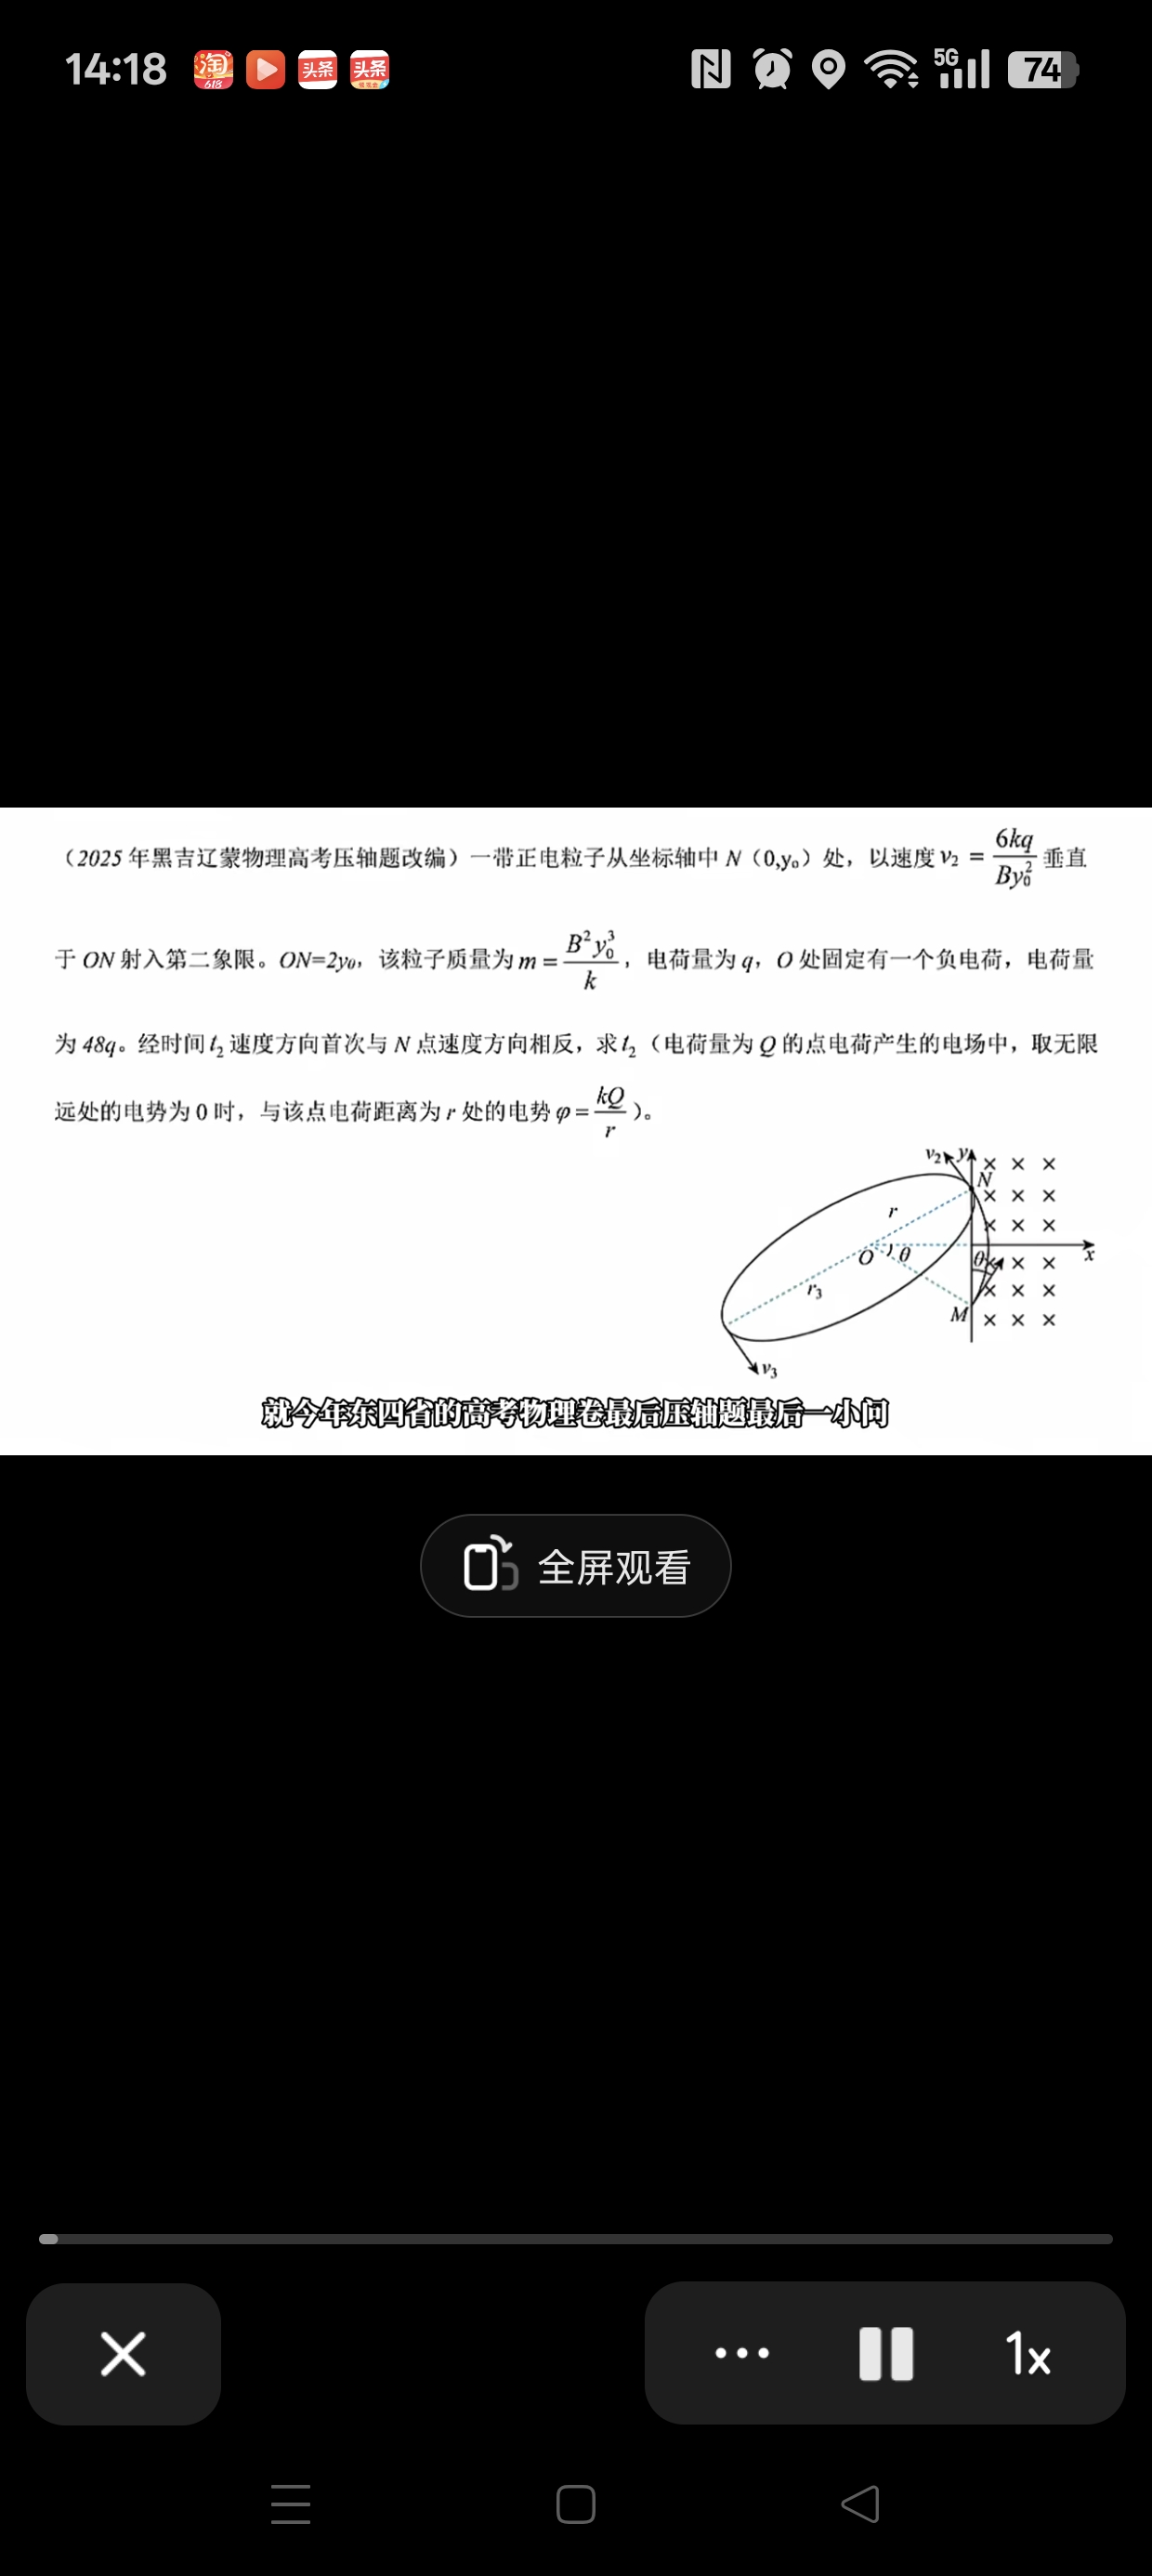 14:18
淘
618
头条
头条
5G
74
（2025 年黑吉辽蒙物理高考压轴题改编）一带正电粒子从坐标轴中 N（0,y₀）处，以速度 v₂ = 6kq/By₀² 垂直
于 ON 射入第二象限。ON=2y₀，该粒子质量为 m = B²y₀³/k，电荷量为 q，O 处固定有一个负电荷，电荷量
为 48q。经时间 t₂ 速度方向首次与 N 点速度方向相反，求 t₂（电荷量为 Q 的点电荷产生的电场中，取无限
远处的电势为 0 时，与该点电荷距离为 r 处的电势 φ = kQ/r）。
v₂ y
N
r
O θ
θ
x
r₃
M
v₃
就今年东四省的高考物理卷最后压轴题最后一小问
全屏观看
1x